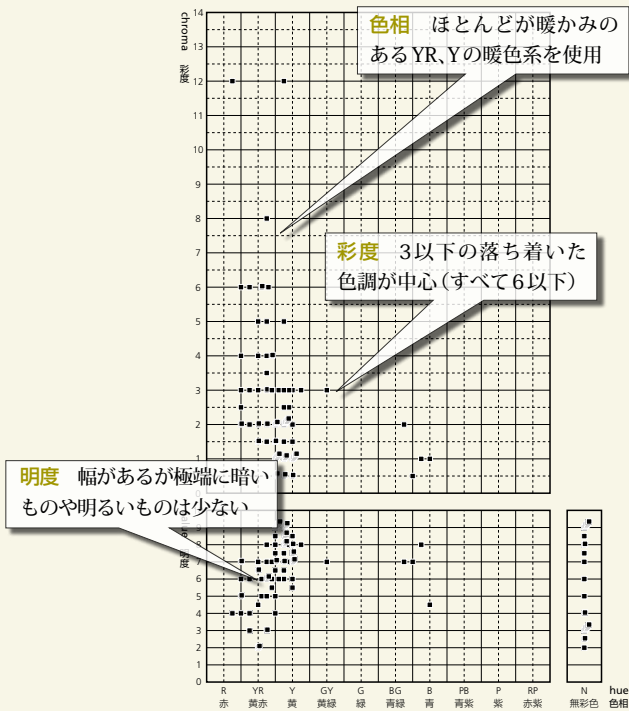 chroma 彩度
14
13
12
11
10
9
8
7
6
5
4
3
2
1
色相 ほとんどが暖かみの
あるYR、Yの暖色系を使用
彩度 3以下の落ち着いた
色調が中心（すべて6以下）
明度 幅があるが極端に暗い
ものや明るいものは少ない
明度
8
7
6
5
4
3
2
1
0
R YR Y GY G BG B PB P RP N hue
赤 黄赤 黄 黄緑 緑 青緑 青 青紫 紫 赤紫 無彩色 色相